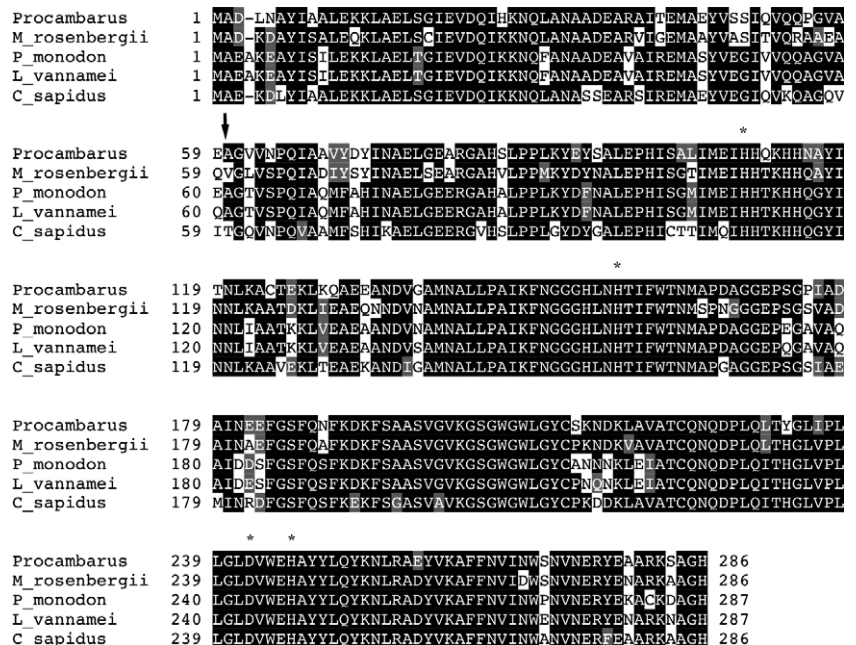 Procambarus 1 MAD-LNAYIAALEKKLAELSGIEVDQIHKNQLANAADEARAITEMAEYVSSIQVQQPGVA
M_rosenbergii 1 MAD-KDAYISALEQKLAELSCIEVDQIKKNQLANAADEARVIGEMAAYVASITVQRAAEA
P_monodon 1 MAEAKEAYISILEKKLAELTGIEVDQIKKNQFANAADEAVAIREMASYVEGIVVQQAGVA
L_vannamei 1 MAEAKEAYISILEKKLAELTGIEVDQIKKNQLANAADEAVAIREMASYVEGIVVQQAGVA
C_sapidus 1 MAE-KDLYIAALEKKLAELSGIEVDQIKKNQLANASSEARSIREMAEYVEGIQVKQAGQV
*
Procambarus 59 EAGVVNPQIAAVYDYINAELGEARGAHSLPPLKYEYSALEPHISALIMEIHHQKHHNAYI
M_rosenbergii 59 QVGLVSPQIADIYSYINAELSEARGAHVLPPMKYDYNALEPHISGTIMEIHHTKHHQAYI
P_monodon 60 EAGTVSPQIAQMFAHINAELGEERGAHALPPLKYDFNALEPHISGMIMEIHHTKHHQGYI
L_vannamei 60 QAGTVSPQIAQMFAHINAELGEERGAHALPPLKYDFNALEPHISGMIMEIHHTKHHQGYI
C_sapidus 59 ITGQVNPQVAAMFSHIKAELGEERGVHSLPPLGYDYGALEPHICTTIMQIHHTKHHQGYI
*
Procambarus 119 TNLKACTEKLKQAEEANDVGAMNALLPAIKFNGGGHLNHTIFWTNMAPDAGGEPSGPIAD
M_rosenbergii 119 NNLKAATDKLIEAEQNNDVNAMNALLPAIKFNGGGHLNHTIFWTNMSPNGGGEPSGSVAD
P_monodon 120 NNLIAATKKLVEAEAANDVNAMNALLPAIKFNGGGHLNHTIFWTNMAPDAGGEPEGAVAQ
L_vannamei 120 NNLIAATKKLVEAEAANDVSAMNALLPAIKFNGGGHLNHTIFWTNMAPDAGGEPQGAVAQ
C_sapidus 119 NNLKAAVEKLTEAEKANDIGAMNALLPAIKFNGGGHLNHTIFWTNMAPGAGGEPSGSIAE
Procambarus 179 AINEEFGSFQNFKDKFSAASVGVKGSGWGWLGYCSKNDKLAVATCQNQDPLQLTYGLIPL
M_rosenbergii 179 AINAEFGSFQAFKDKFSAASVGVKGSGWGWLGYCPKNDKVAVATCQNQDPLQLTHGLVPL
P_monodon 180 AIDDSFGSFQSFKDKFSAASVGVKGSGWGWLGYCANNNKLEIATCQNQDPLQITHGLVPL
L_vannamei 180 AIDESFGSFQSFKDKFSAASVGVKGSGWGWLGYCPNQNKLEIATCQNQDPLQITHGLVPL
C_sapidus 179 MINRDFGSFQSFKEKFSGASVAVKGSGWGWLGYCPKDDKLAVATCQNQDPLQITHGLVPL
* *
Procambarus 239 LGLDVWEHAYYLQYKNLRAEYVKAFFNVINWSNVNERYEAARKSAGH 286
M_rosenbergii 239 LGLDVWEHAYYLQYKNLRADYVKAFFNVIDWSNVNERYENARKAAGH 286
P_monodon 240 LGLDVWEHAYYLQYKNLRADYVKAFFNVINWPNVNERYEKACKDAGH 287
L_vannamei 240 LGLDVWEHAYYLQYKNLRADYVKAFFNVINWENVNERYENARKNAGH 287
C_sapidus 239 LGLDVWEHAYYLQYKNLRADYVKAFFNVINWANVNERFEAARKAAGH 286